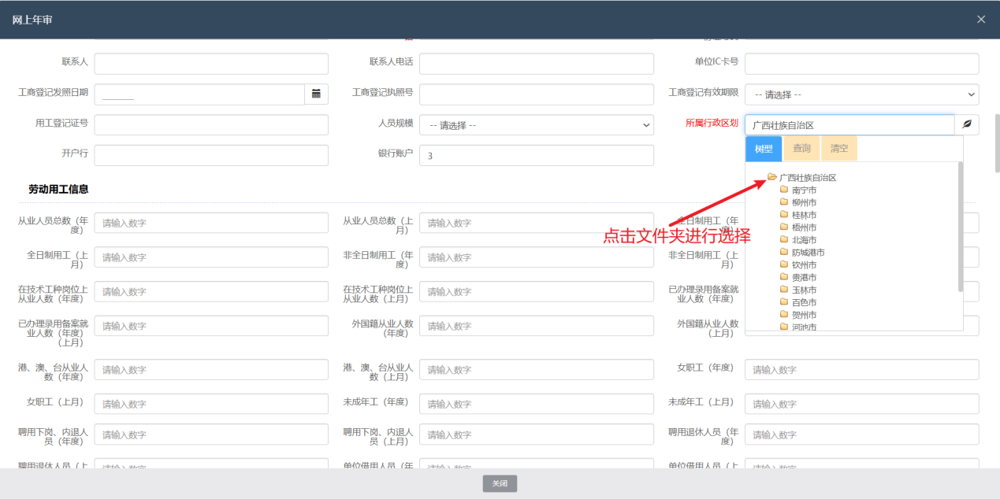 网上年审
联系人
联系人电话
单位IC卡号
工商登记发照日期
工商登记执照号
工商登记有效期限
-- 请选择 --
用工登记证号
人员规模
-- 请选择 --
所属行政区划
广西壮族自治区
开户行
银行账户
3
树型
查询
清空
广西壮族自治区
南宁市
柳州市
桂林市
梧州市
北海市
防城港市
钦州市
贵港市
玉林市
百色市
贺州市
河池市
点击文件夹进行选择
劳动用工信息
从业人员总数（年
度）
请输入数字
从业人员总数（上
月）
请输入数字
全日制用工（年
度）
全日制用工（上
月）
请输入数字
非全日制用工（年
度）
请输入数字
非全日制用工（上
月）
在技术工种岗位上
从业人数（年度）
请输入数字
在技术工种岗位上
从业人数（上月）
请输入数字
已办理录用备案就
业人数（年度）
已办理录用备案就
业人数（年度）
（上月）
请输入数字
外国籍从业人数
（年度）
请输入数字
外国籍从业人数
（上月）
港、澳、台从业人
数（年度）
请输入数字
港、澳、台从业人
数（上月）
请输入数字
女职工（年度）
请输入数字
女职工（上月）
请输入数字
未成年工（年度）
请输入数字
未成年工（上月）
请输入数字
聘用下岗、内退人
员（年度）
请输入数字
聘用下岗、内退人
员（上月）
请输入数字
聘用退休人员（年
度）
请输入数字
聘用退休人员（上
请输入数字
单位借用人员（年
请输入数字
单位借用人员（上
请输入数字
关闭